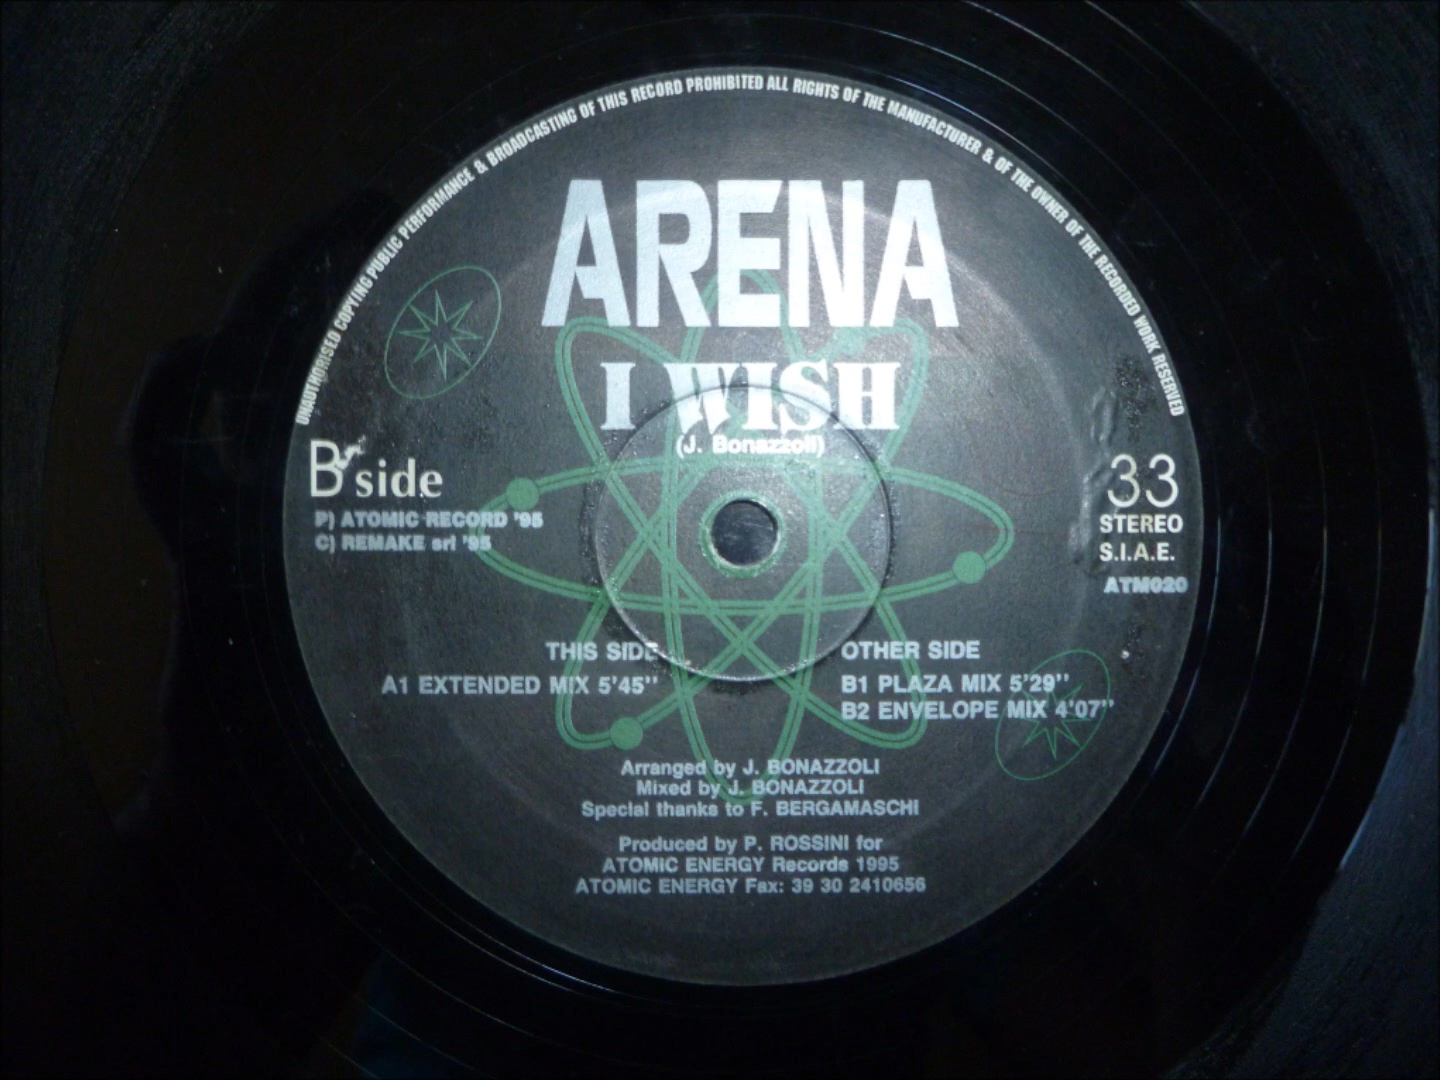 UNAUTHORISED COPYING PUBLIC PERFORMANCE & BROADCASTING OF THIS RECORD PROHIBITED ALL RIGHTS OF THE MANUFACTURER & OF THE OWNER OF THE RECORDED WORK RESERVED
ARENA
I WISH
(J. Bonazzoli)
B side
P) ATOMIC RECORD '95
C) REMAKE srl '95
33
STEREO
S.I.A.E.
ATM020
THIS SIDE
A1 EXTENDED MIX 5'45''
OTHER SIDE
B1 PLAZA MIX 5'29''
B2 ENVELOPE MIX 4'07''
Arranged by J. BONAZZOLI
Mixed by J. BONAZZOLI
Special thanks to F. BERGAMASCHI
Produced by P. ROSSINI for
ATOMIC ENERGY Records 1995
ATOMIC ENERGY Fax: 39 30 2410656